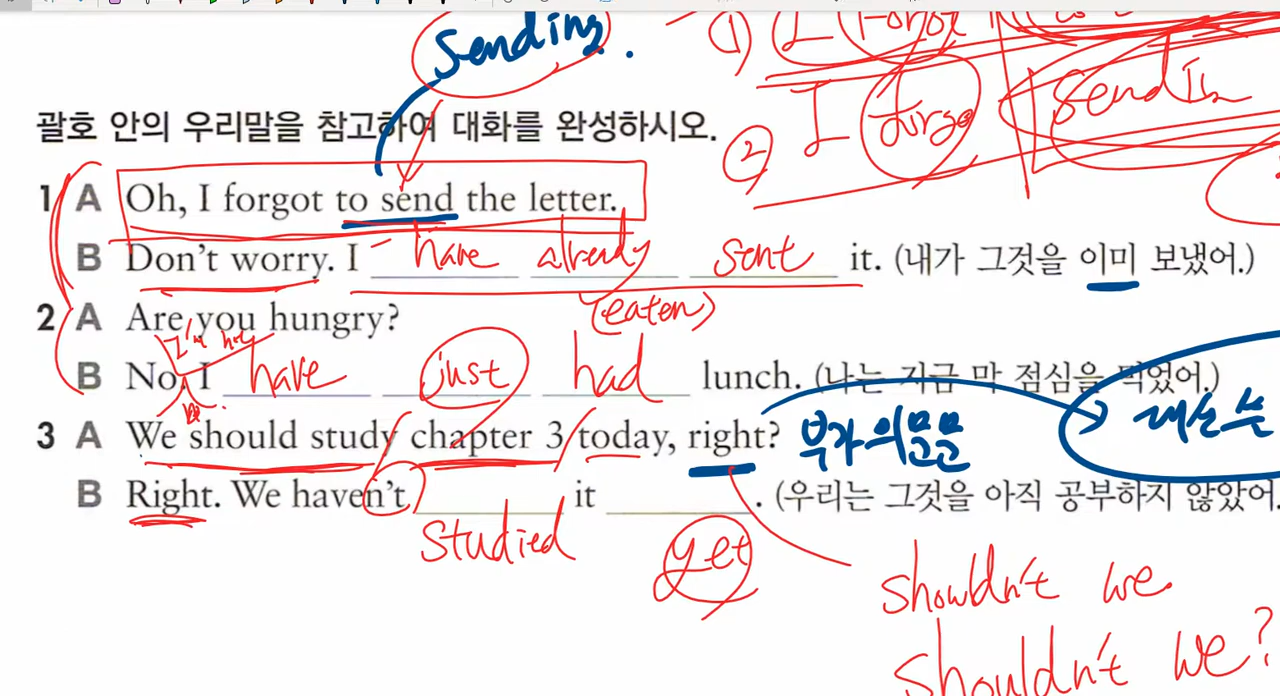 Sending.
① I forgot
② I forgo sendin
괄호 안의 우리말을 참고하여 대화를 완성하시오.
1 A Oh, I forgot to send the letter.
B Don't worry. I have already sent it. (내가 그것을 이미 보냈어.)
(eaten)
2 A Are you hungry?
B No, I have just had lunch. (나는 지금 막 점심을 먹었어.)
3 A We should study chapter 3 today, right? 부가의문문
B Right. We haven't studied it yet. (우리는 그것을 아직 공부하지 않았어.
shouldn't we
shouldn't we?